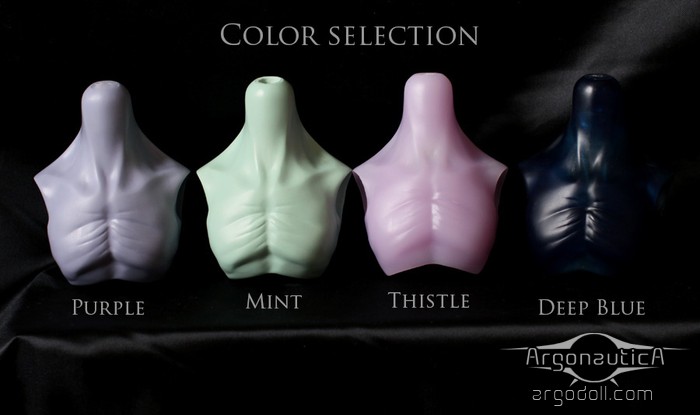 Color selection
Purple
Mint
Thistle
Deep Blue
ArgonauticA
argodoll.com